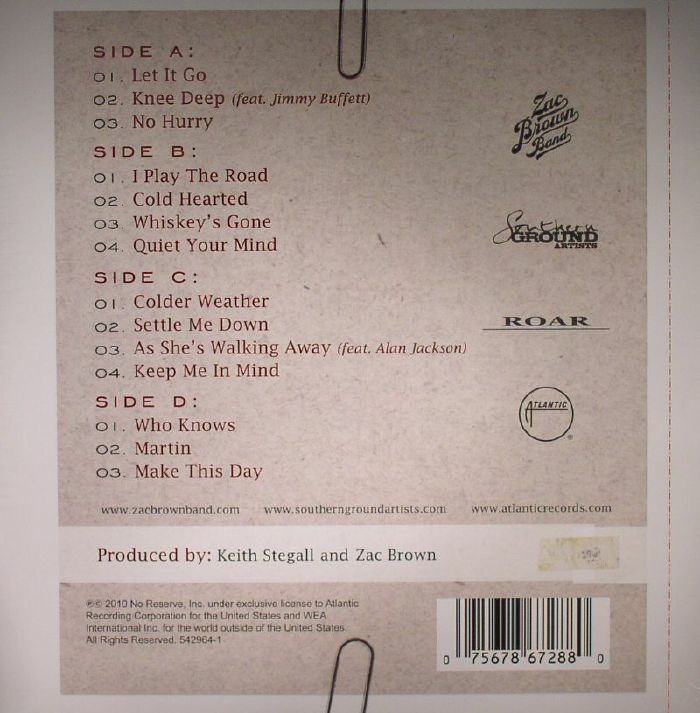 SIDE A:
01. Let It Go
02. Knee Deep (feat. Jimmy Buffett)
03. No Hurry
SIDE B:
01. I Play The Road
02. Cold Hearted
03. Whiskey's Gone
04. Quiet Your Mind
SIDE C:
01. Colder Weather
02. Settle Me Down
03. As She's Walking Away (feat. Alan Jackson)
04. Keep Me In Mind
SIDE D:
01. Who Knows
02. Martin
03. Make This Day
Zac
Brown
Band
Southern
GROUND
ARTISTS
ROAR
ATLANTIC
®
www.zacbrownband.com www.southerngroundartists.com www.atlanticrecords.com
Produced by: Keith Stegall and Zac Brown
℗© 2010 No Reserve, Inc. under exclusive license to Atlantic
Recording Corporation for the United States and WEA
International Inc. for the world outside of the United States.
All Rights Reserved. 542964-1
0 75678 67288 0